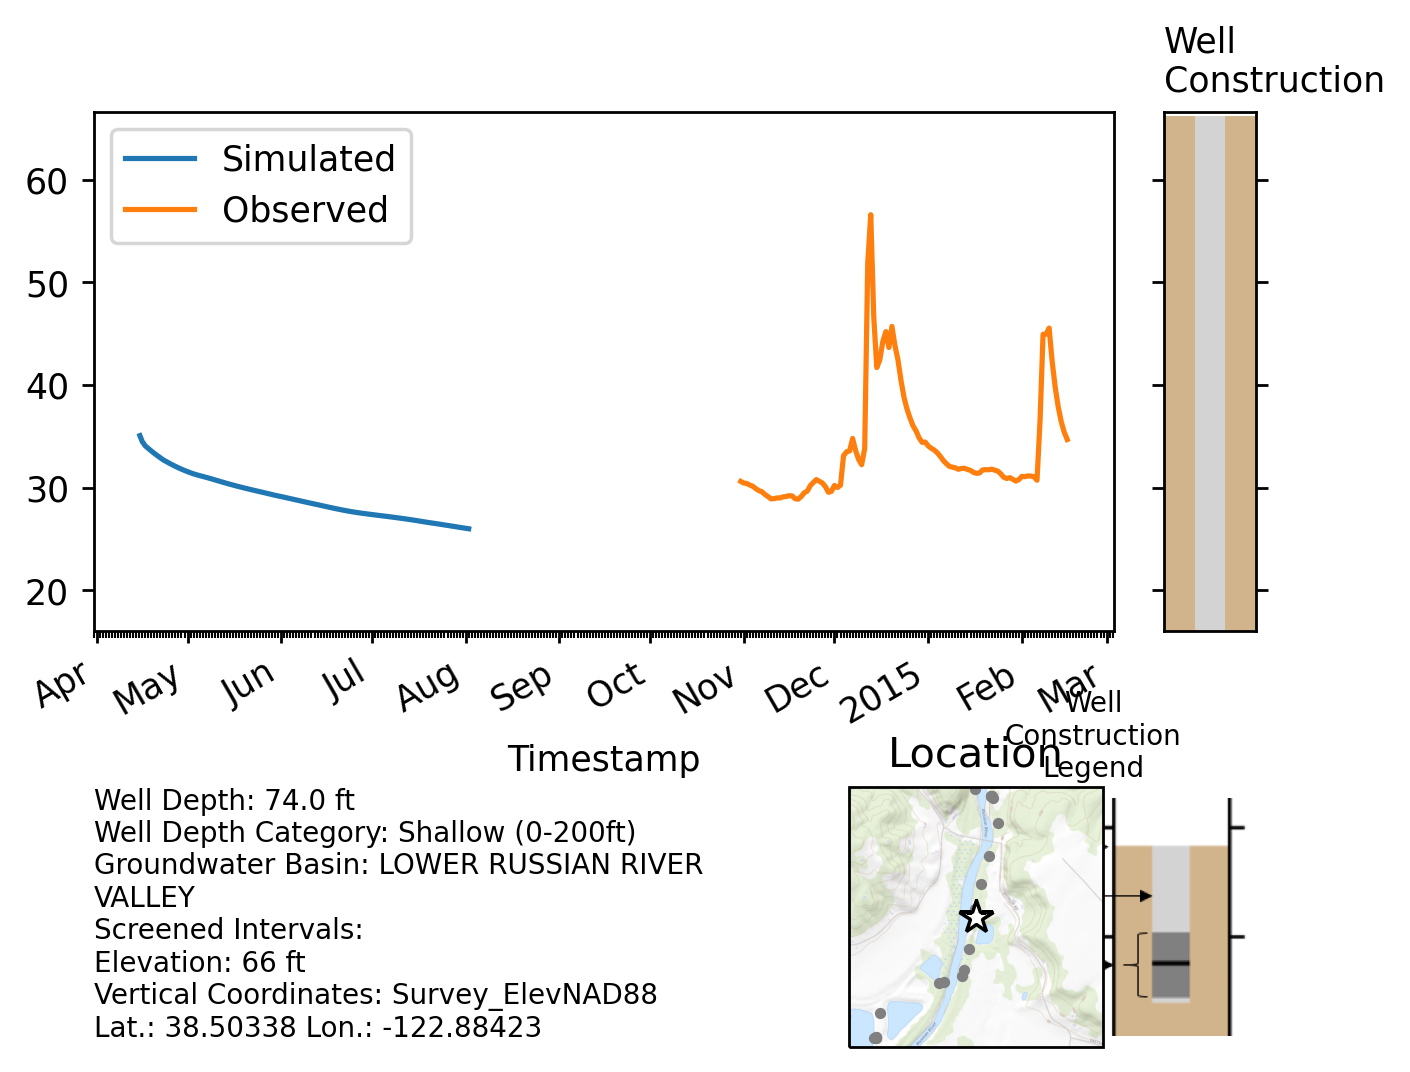 Well
Construction
Simulated
Observed
60
50
40
30
20
Apr
May
Jun
Jul
Aug
Sep
Oct
Nov
Dec
2015
Feb
Mar
Timestamp
Well
Construction
Legend
Location
Well Depth: 74.0 ft
Well Depth Category: Shallow (0-200ft)
Groundwater Basin: LOWER RUSSIAN RIVER
VALLEY
Screened Intervals:
Elevation: 66 ft
Vertical Coordinates: Survey_ElevNAD88
Lat.: 38.50338 Lon.: -122.88423